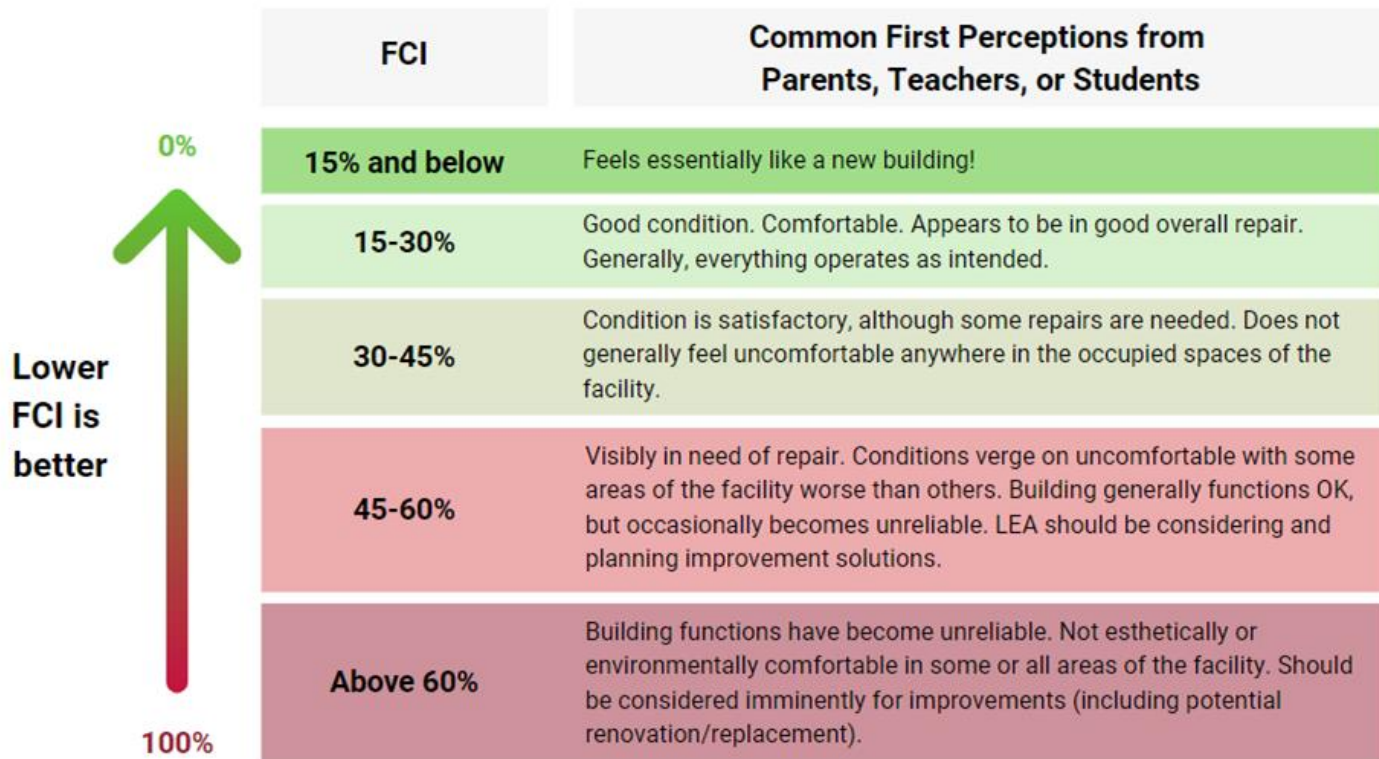 FCI
Common First Perceptions from
Parents, Teachers, or Students
0%
15% and below
Feels essentially like a new building!
15-30%
Good condition. Comfortable. Appears to be in good overall repair.
Generally, everything operates as intended.
Lower
FCI is
better
30-45%
Condition is satisfactory, although some repairs are needed. Does not
generally feel uncomfortable anywhere in the occupied spaces of the
facility.
45-60%
Visibly in need of repair. Conditions verge on uncomfortable with some
areas of the facility worse than others. Building generally functions OK,
but occasionally becomes unreliable. LEA should be considering and
planning improvement solutions.
Above 60%
Building functions have become unreliable. Not esthetically or
environmentally comfortable in some or all areas of the facility. Should
be considered imminently for improvements (including potential
renovation/replacement).
100%